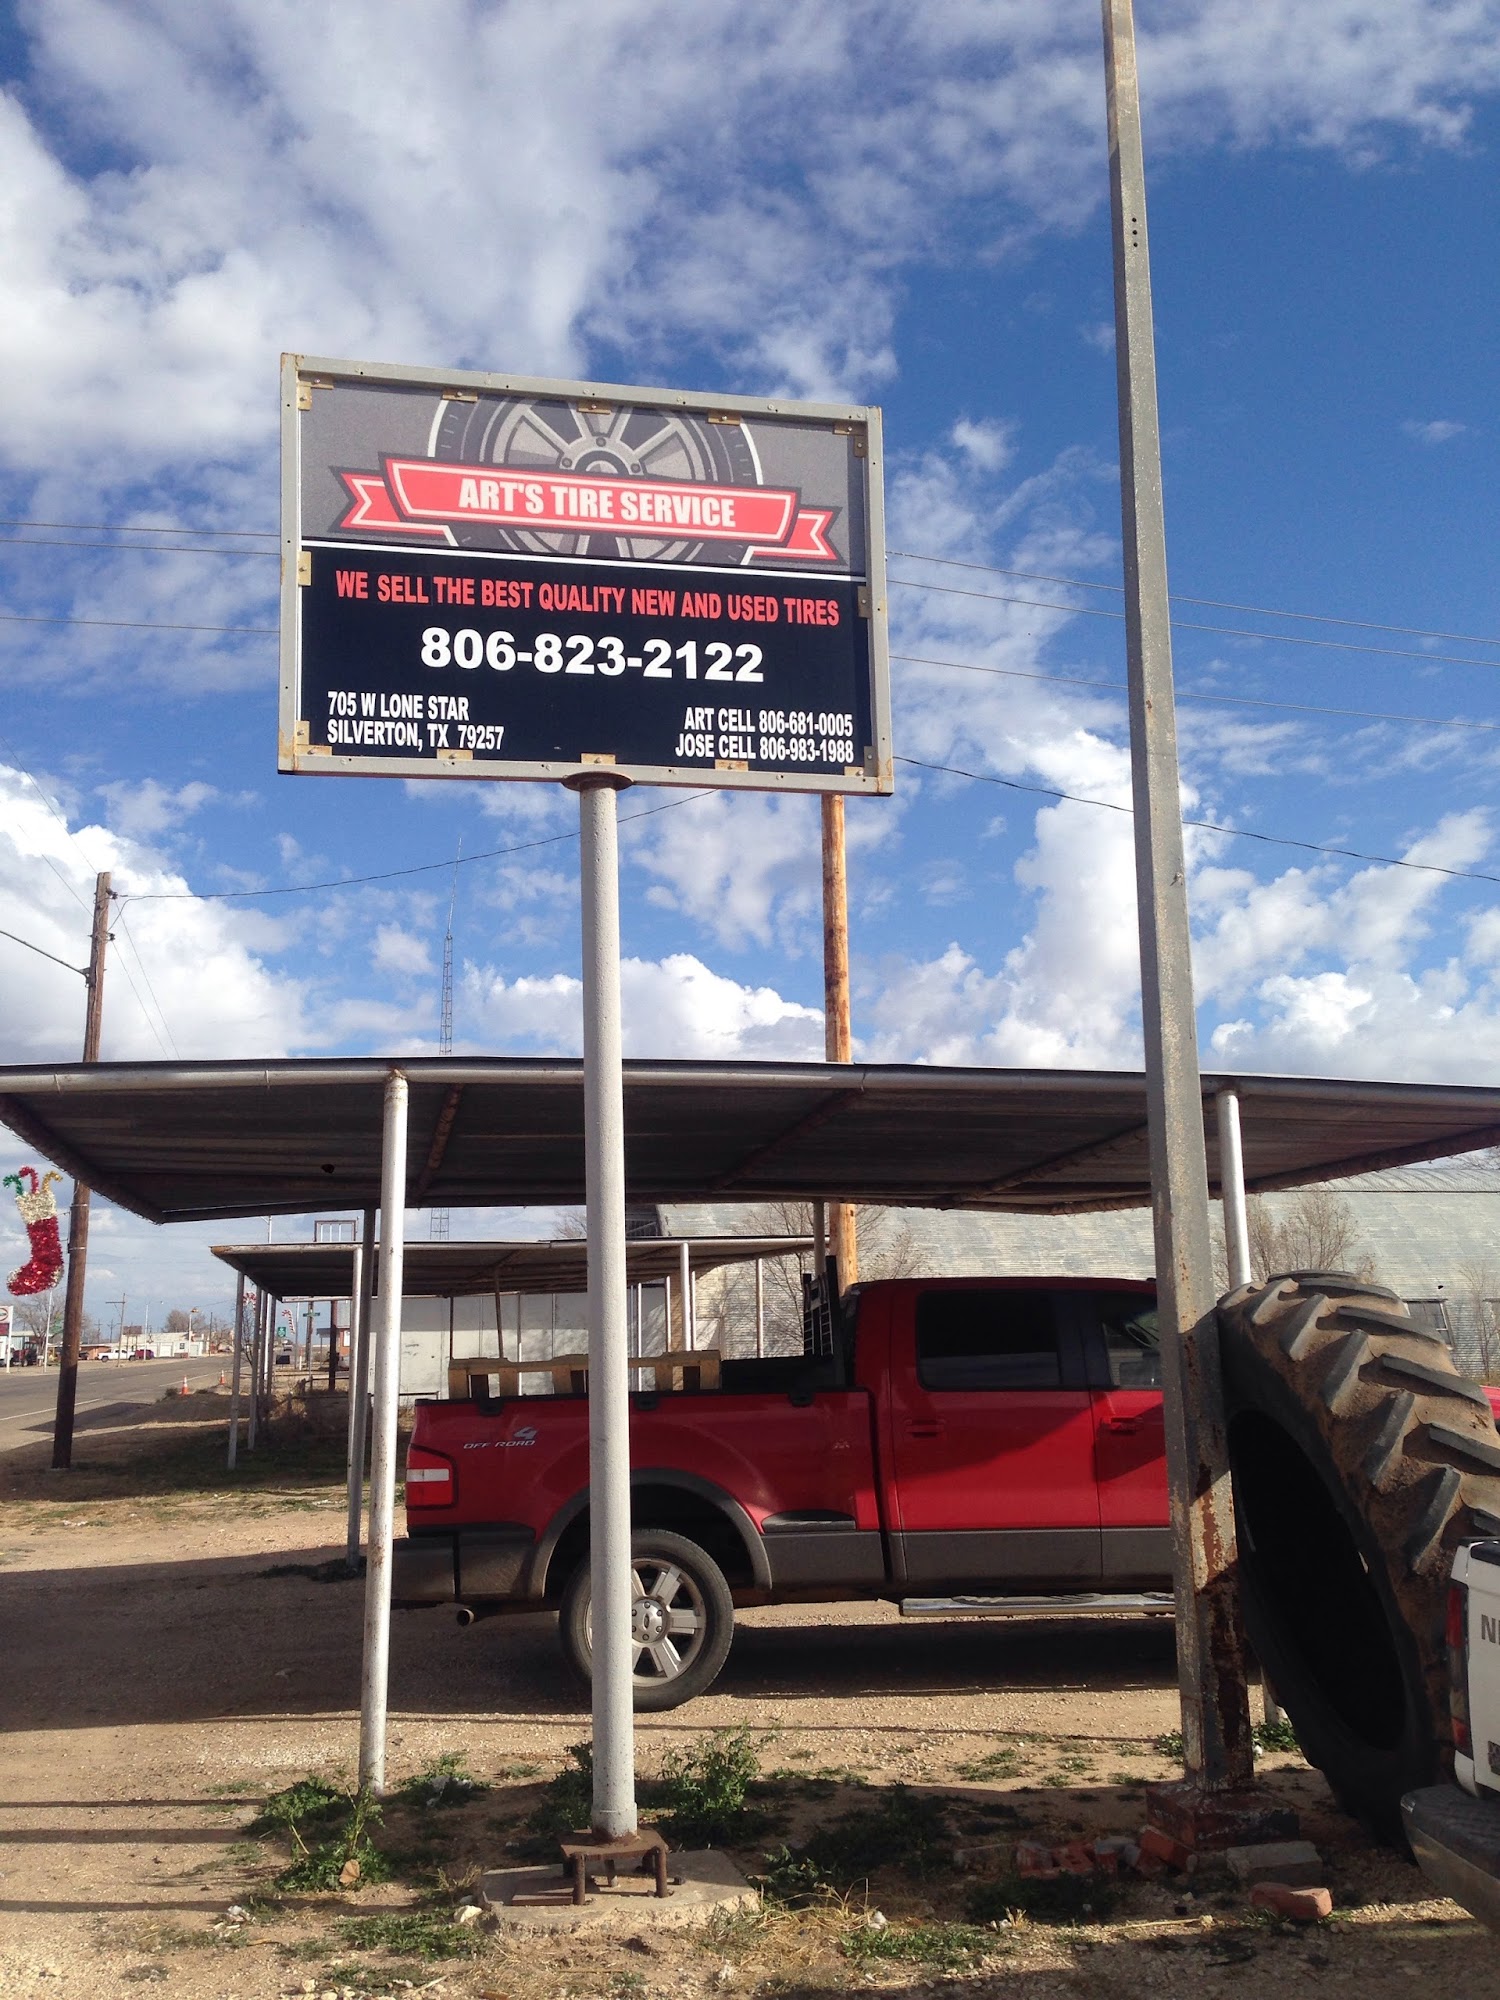 ART'S TIRE SERVICE
WE SELL THE BEST QUALITY NEW AND USED TIRES
806-823-2122
705 W LONE STAR
SILVERTON, TX 79257
ART CELL 806-681-0005
JOSE CELL 806-983-1988
4
OFF ROAD